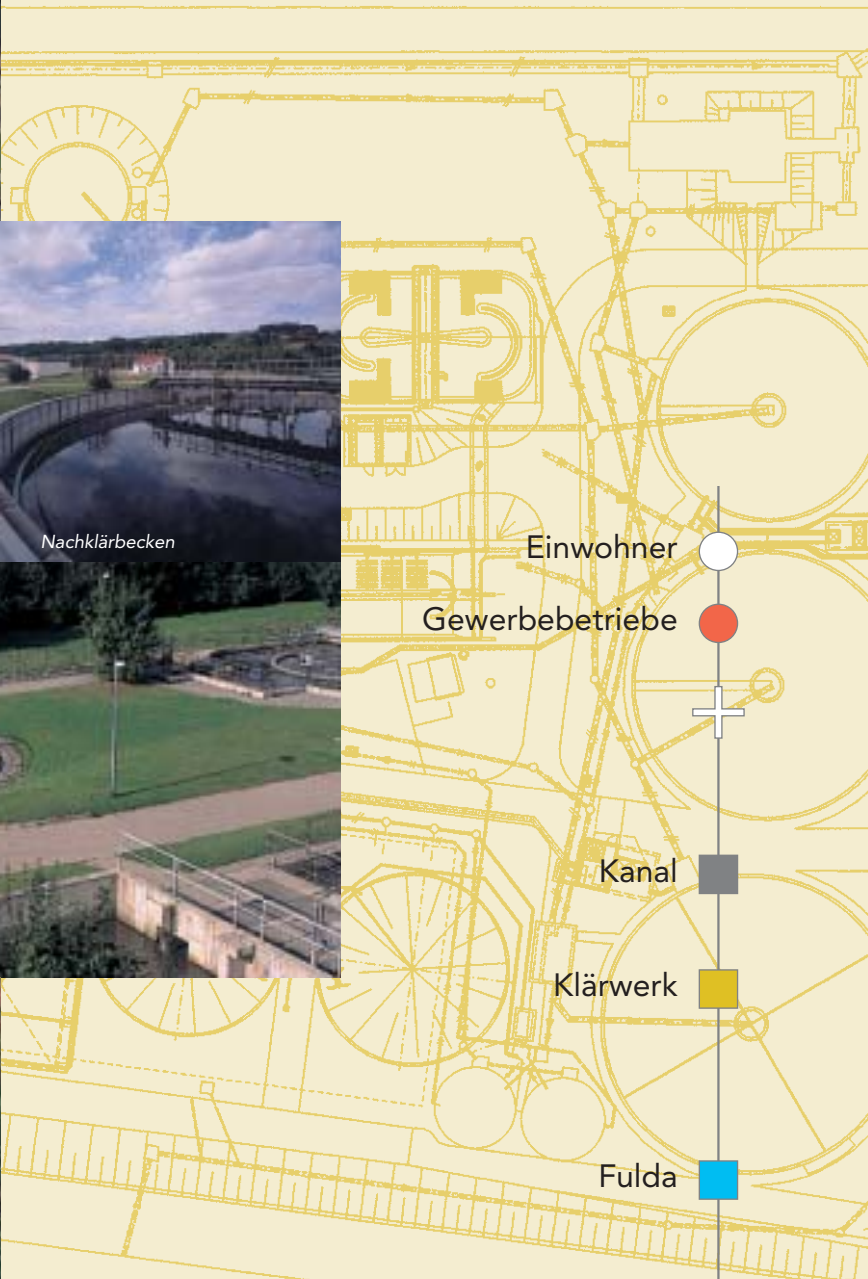 Nachklärbecken
Einwohner
Gewerbebetriebe
Kanal
Klärwerk
Fulda